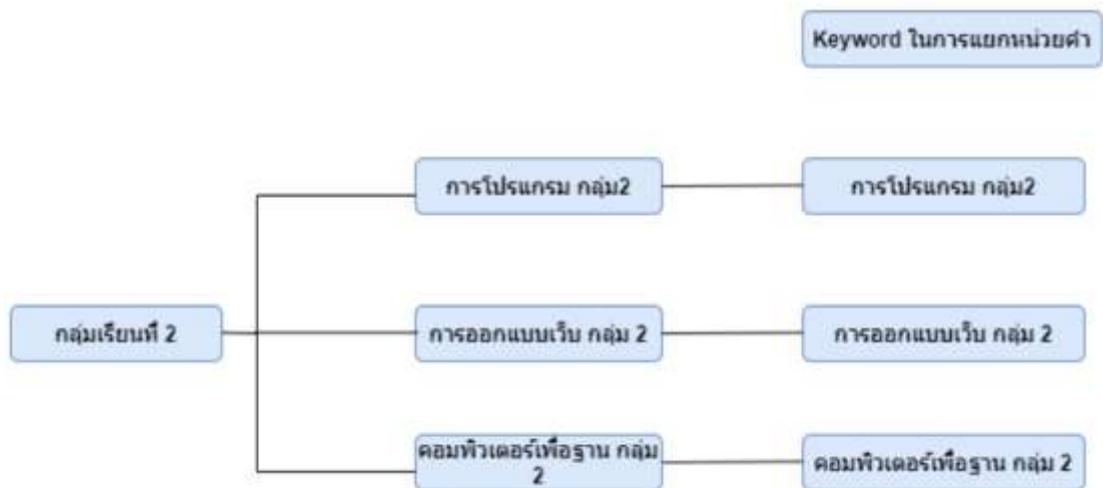 Keyword ในการแยกหน่วยคำ
การโปรแกรม กลุ่ม2
การโปรแกรม กลุ่ม2
กลุ่มเรียนที่ 2
การออกแบบเว็บ กลุ่ม 2
การออกแบบเว็บ กลุ่ม 2
คอมพิวเตอร์เพื่อฐาน กลุ่ม
2
คอมพิวเตอร์เพื่อฐาน กลุ่ม 2